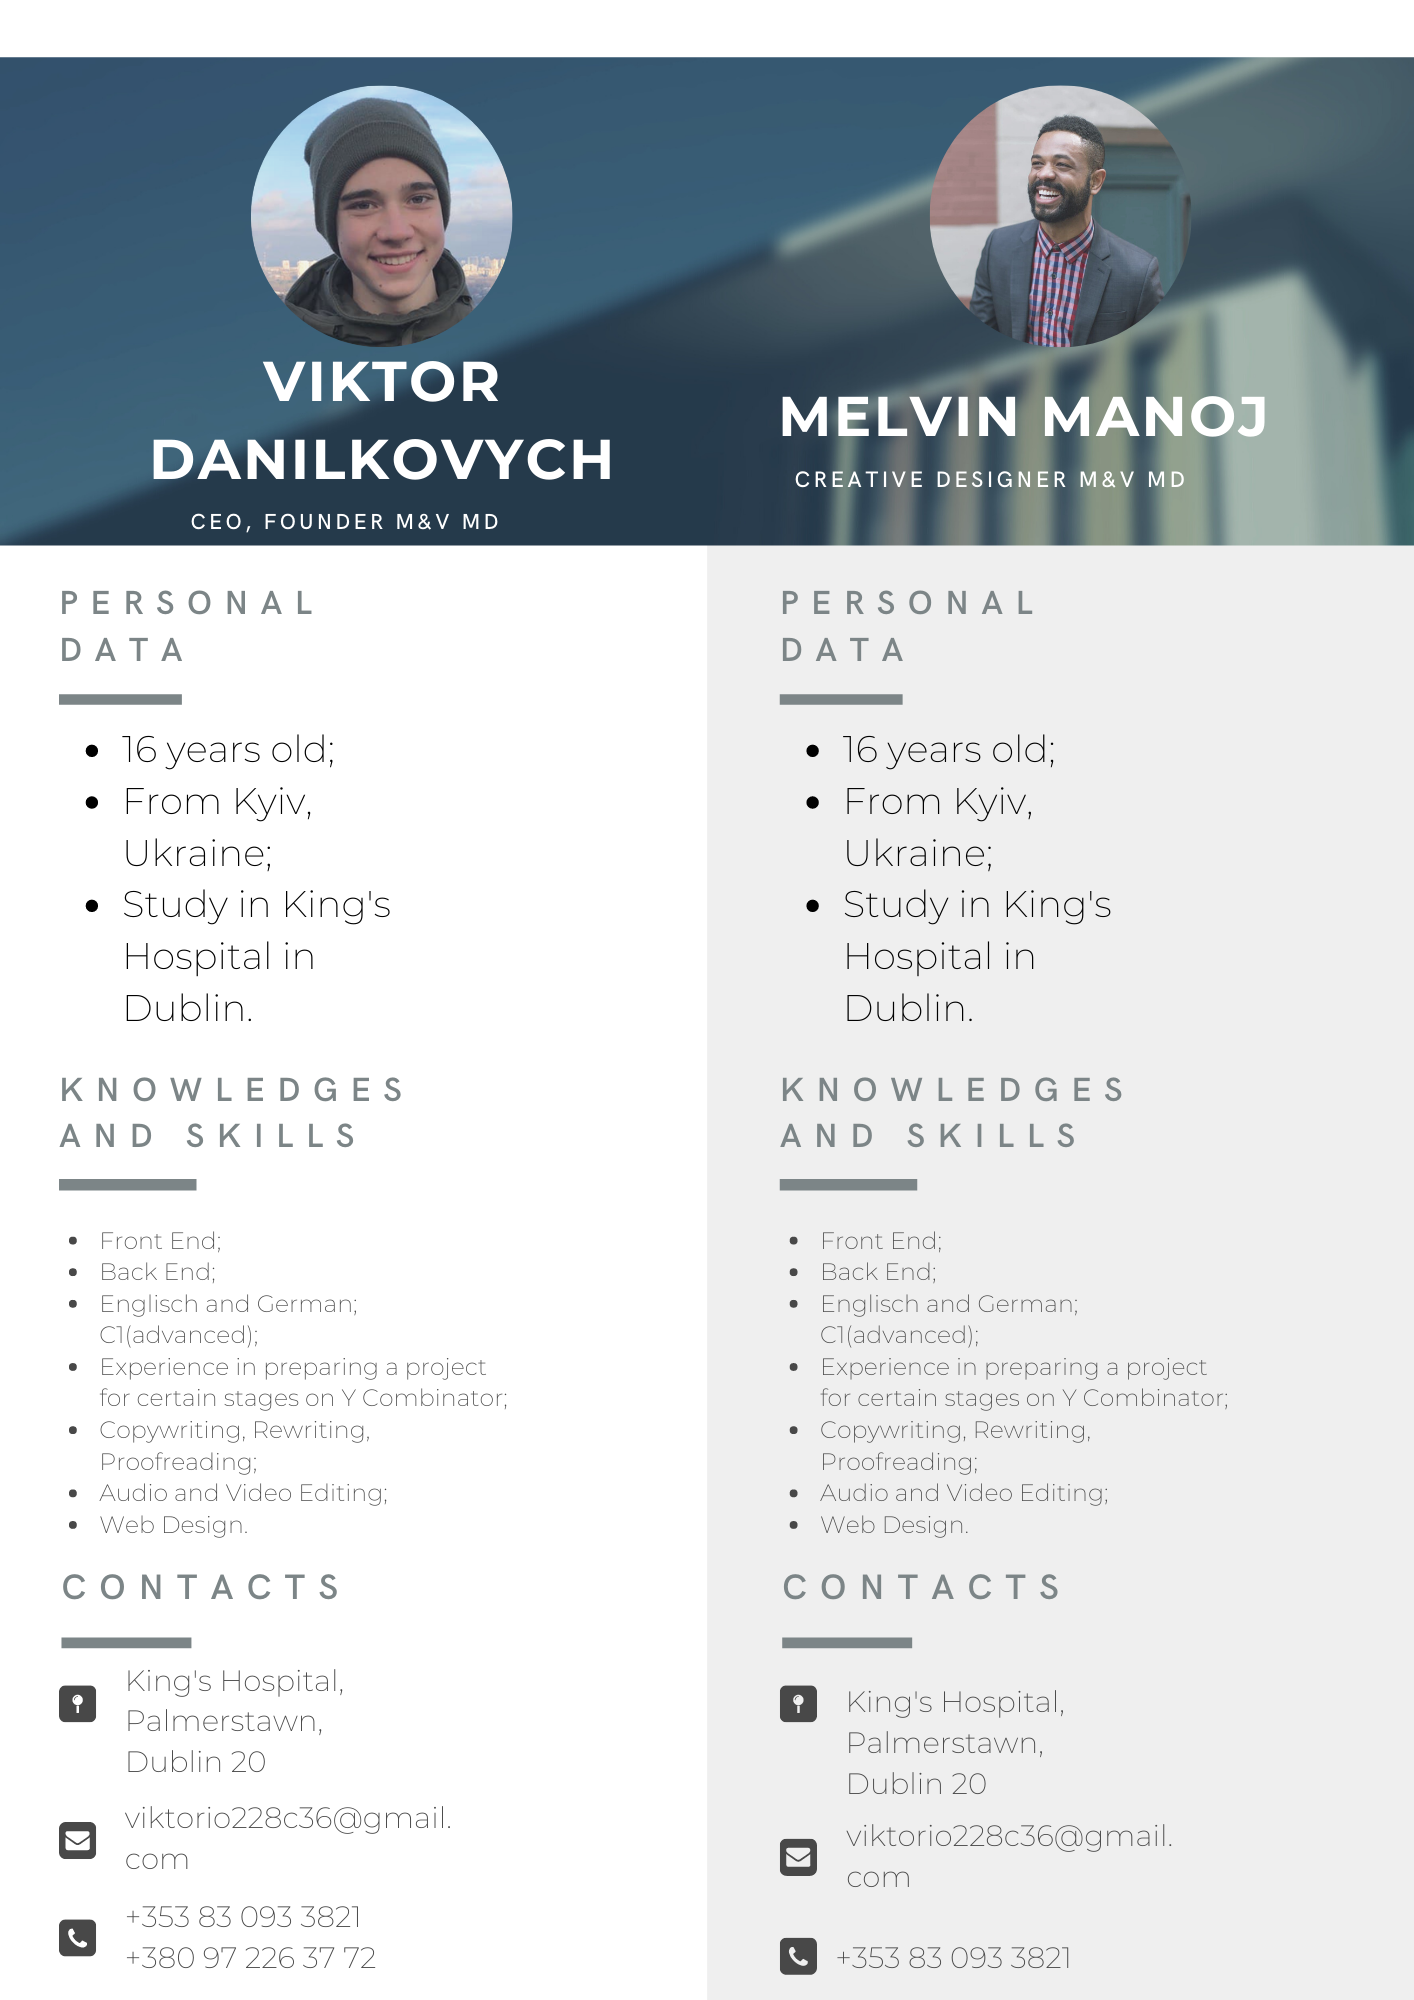 VIKTOR
DANILKOVYCH
CEO, FOUNDER M&V MD
PERSONAL
DATA
• 16 years old;
• From Kyiv,
Ukraine;
• Study in King's
Hospital in
Dublin.
KNOWLEDGES
AND SKILLS
• Front End;
• Back End;
• Englisch and German;
C1(advanced);
• Experience in preparing a project
for certain stages on Y Combinator;
• Copywriting, Rewriting,
Proofreading;
• Audio and Video Editing;
• Web Design.
CONTACTS
King's Hospital,
Palmerstawn,
Dublin 20
viktorio228c36@gmail.
com
+353 83 093 3821
+380 97 226 37 72
MELVIN MANOJ
CREATIVE DESIGNER M&V MD
PERSONAL
DATA
• 16 years old;
• From Kyiv,
Ukraine;
• Study in King's
Hospital in
Dublin.
KNOWLEDGES
AND SKILLS
• Front End;
• Back End;
• Englisch and German;
C1(advanced);
• Experience in preparing a project
for certain stages on Y Combinator;
• Copywriting, Rewriting,
Proofreading;
• Audio and Video Editing;
• Web Design.
CONTACTS
King's Hospital,
Palmerstawn,
Dublin 20
viktorio228c36@gmail.
com
+353 83 093 3821